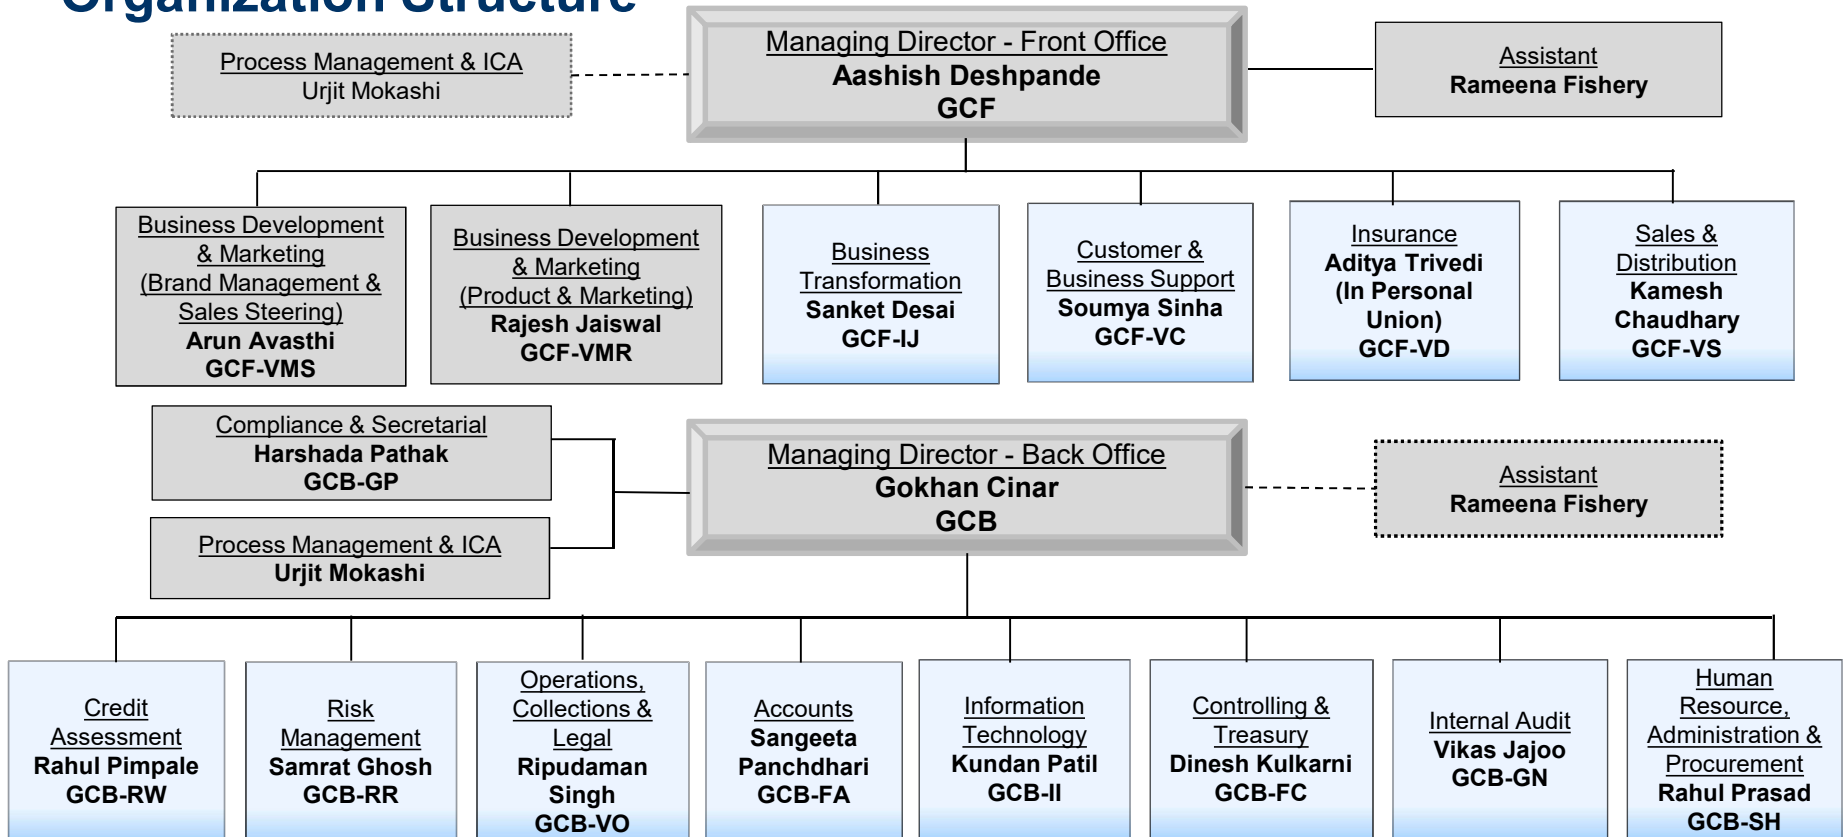 Organization Structure
Process Management & ICA
Urjit Mokashi
Managing Director - Front Office
Aashish Deshpande
GCF
Assistant
Rameena Fishery
Business Development
& Marketing
(Brand Management &
Sales Steering)
Arun Avasthi
GCF-VMS
Business Development
& Marketing
(Product & Marketing)
Rajesh Jaiswal
GCF-VMR
Business
Transformation
Sanket Desai
GCF-IJ
Customer &
Business Support
Soumya Sinha
GCF-VC
Insurance
Aditya Trivedi
(In Personal
Union)
GCF-VD
Sales &
Distribution
Kamesh
Chaudhary
GCF-VS
Compliance & Secretarial
Harshada Pathak
GCB-GP
Process Management & ICA
Urjit Mokashi
Managing Director - Back Office
Gokhan Cinar
GCB
Assistant
Rameena Fishery
Credit
Assessment
Rahul Pimpale
GCB-RW
Risk
Management
Samrat Ghosh
GCB-RR
Operations,
Collections &
Legal
Ripudaman
Singh
GCB-VO
Accounts
Sangeeta
Panchdhari
GCB-FA
Information
Technology
Kundan Patil
GCB-II
Controlling &
Treasury
Dinesh Kulkarni
GCB-FC
Internal Audit
Vikas Jajoo
GCB-GN
Human
Resource,
Administration &
Procurement
Rahul Prasad
GCB-SH